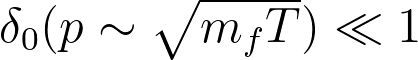 δ₀(p ∼ √(m_f T)) ≪ 1